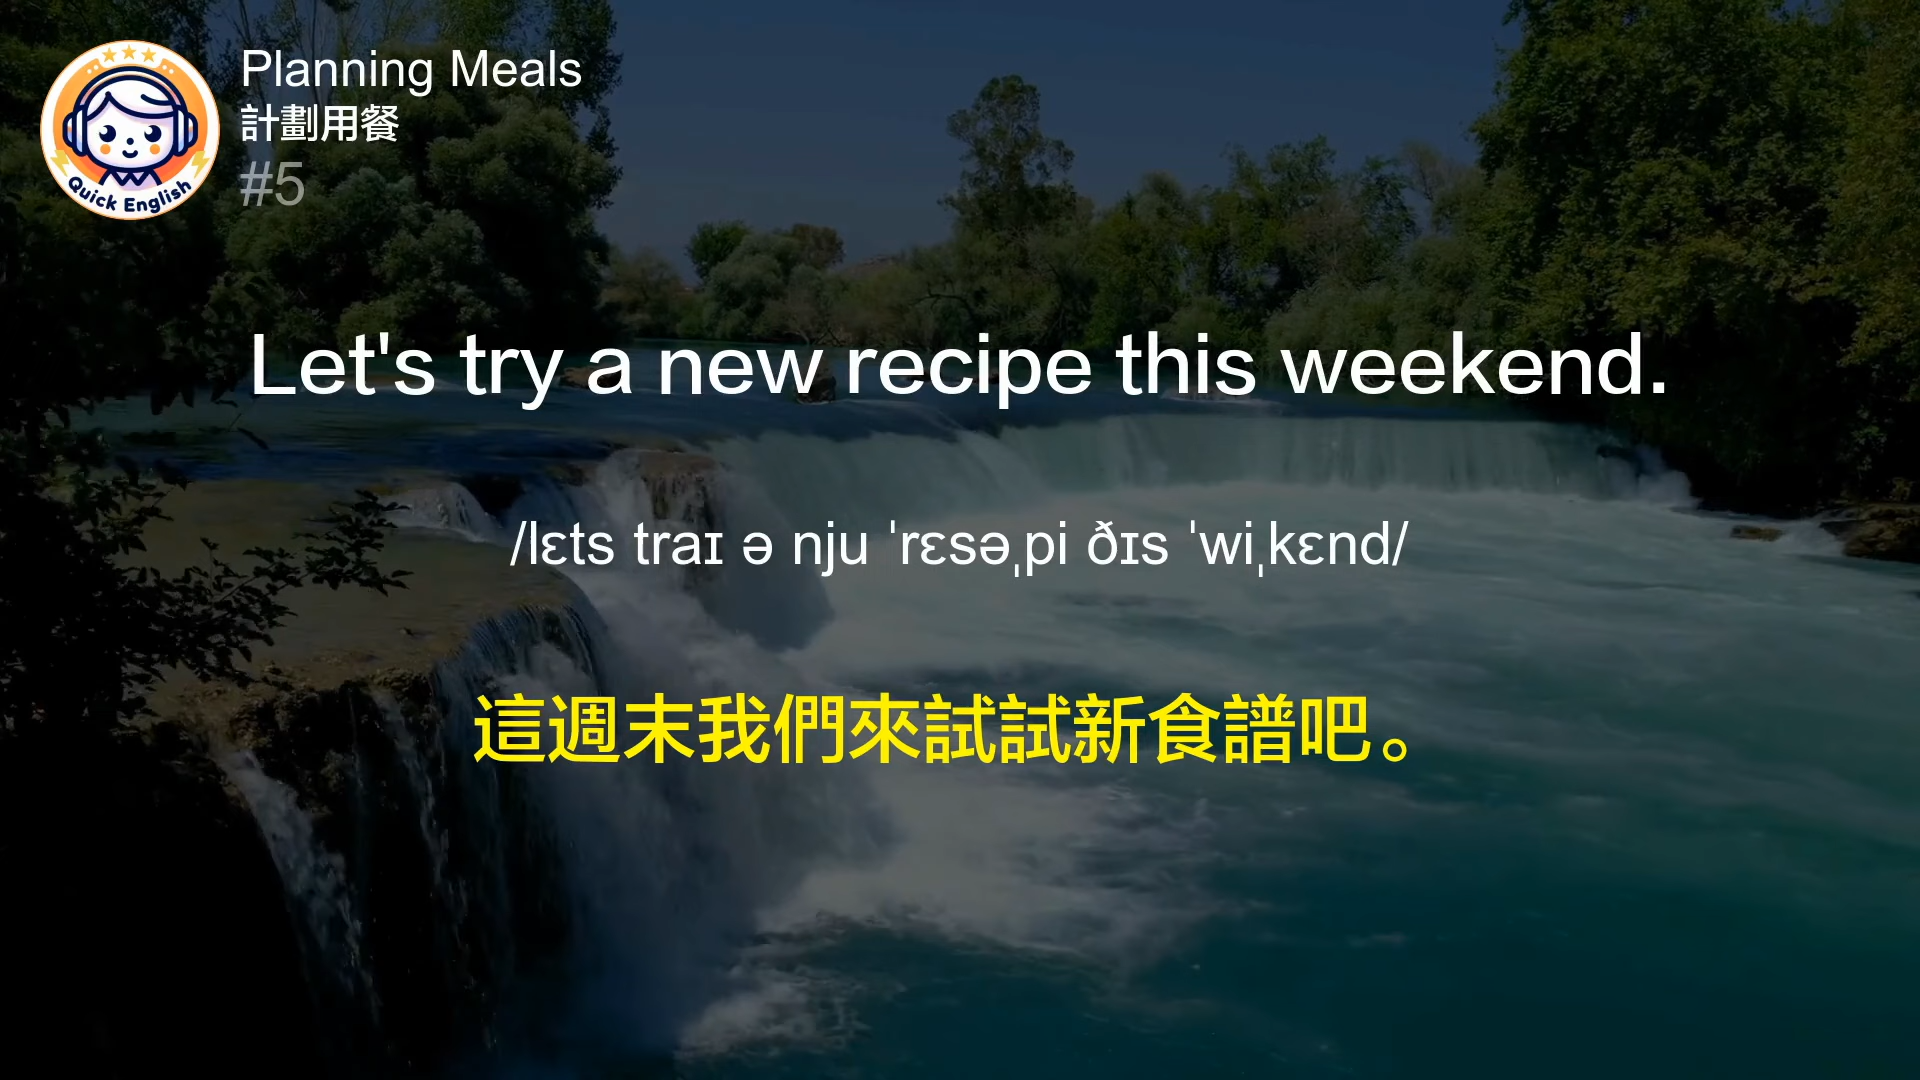 Planning Meals
計劃用餐
#5
Quick English
Let's try a new recipe this weekend.
/lɛts traɪ ə nju ˈrɛsəˌpi ðɪs ˈwiˌkɛnd/
這週末我們來試試新食譜吧。